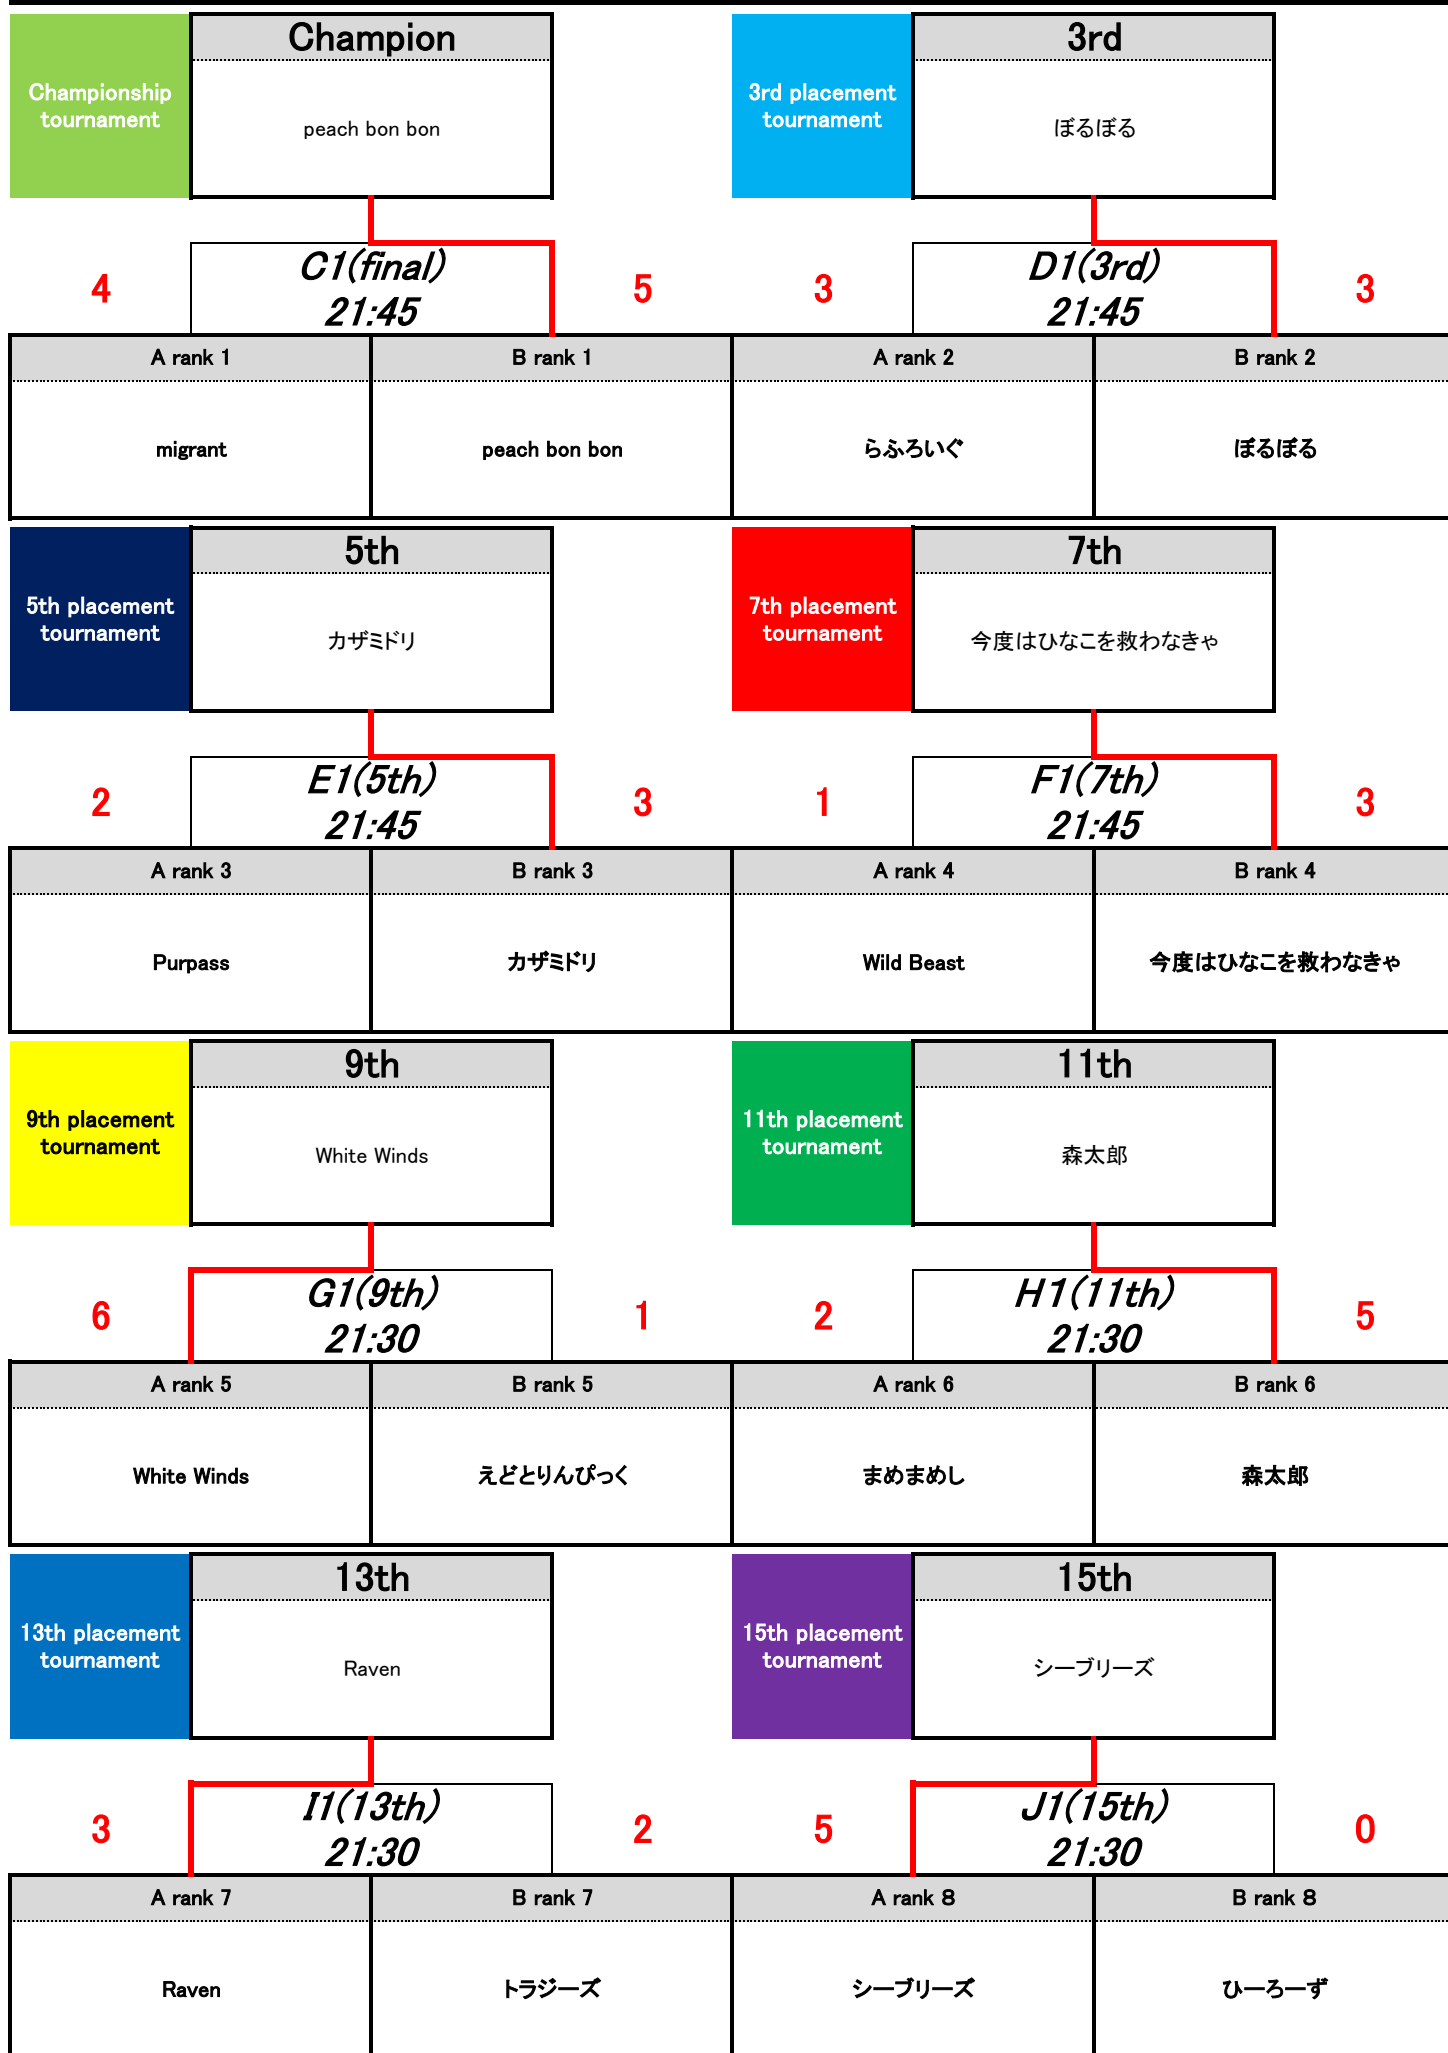 Champion
Championship
tournament
peach bon bon
3rd
3rd placement
tournament
ぼるぼる
4
C1(final)
21:45
5
3
D1(3rd)
21:45
3
A rank 1
B rank 1
A rank 2
B rank 2
migrant
peach bon bon
らふろいぐ
ぼるぼる
5th
5th placement
tournament
カザミドリ
7th
7th placement
tournament
今度はひなこを救わなきゃ
2
E1(5th)
21:45
3
1
F1(7th)
21:45
3
A rank 3
B rank 3
A rank 4
B rank 4
Purpass
カザミドリ
Wild Beast
今度はひなこを救わなきゃ
9th
9th placement
tournament
White Winds
11th
11th placement
tournament
森太郎
6
G1(9th)
21:30
1
2
H1(11th)
21:30
5
A rank 5
B rank 5
A rank 6
B rank 6
White Winds
えどとりんぴっく
まめまめし
森太郎
13th
13th placement
tournament
Raven
15th
15th placement
tournament
シーブリーズ
3
I1(13th)
21:30
2
5
J1(15th)
21:30
0
A rank 7
B rank 7
A rank 8
B rank 8
Raven
トラジーズ
シーブリーズ
ひーろーず